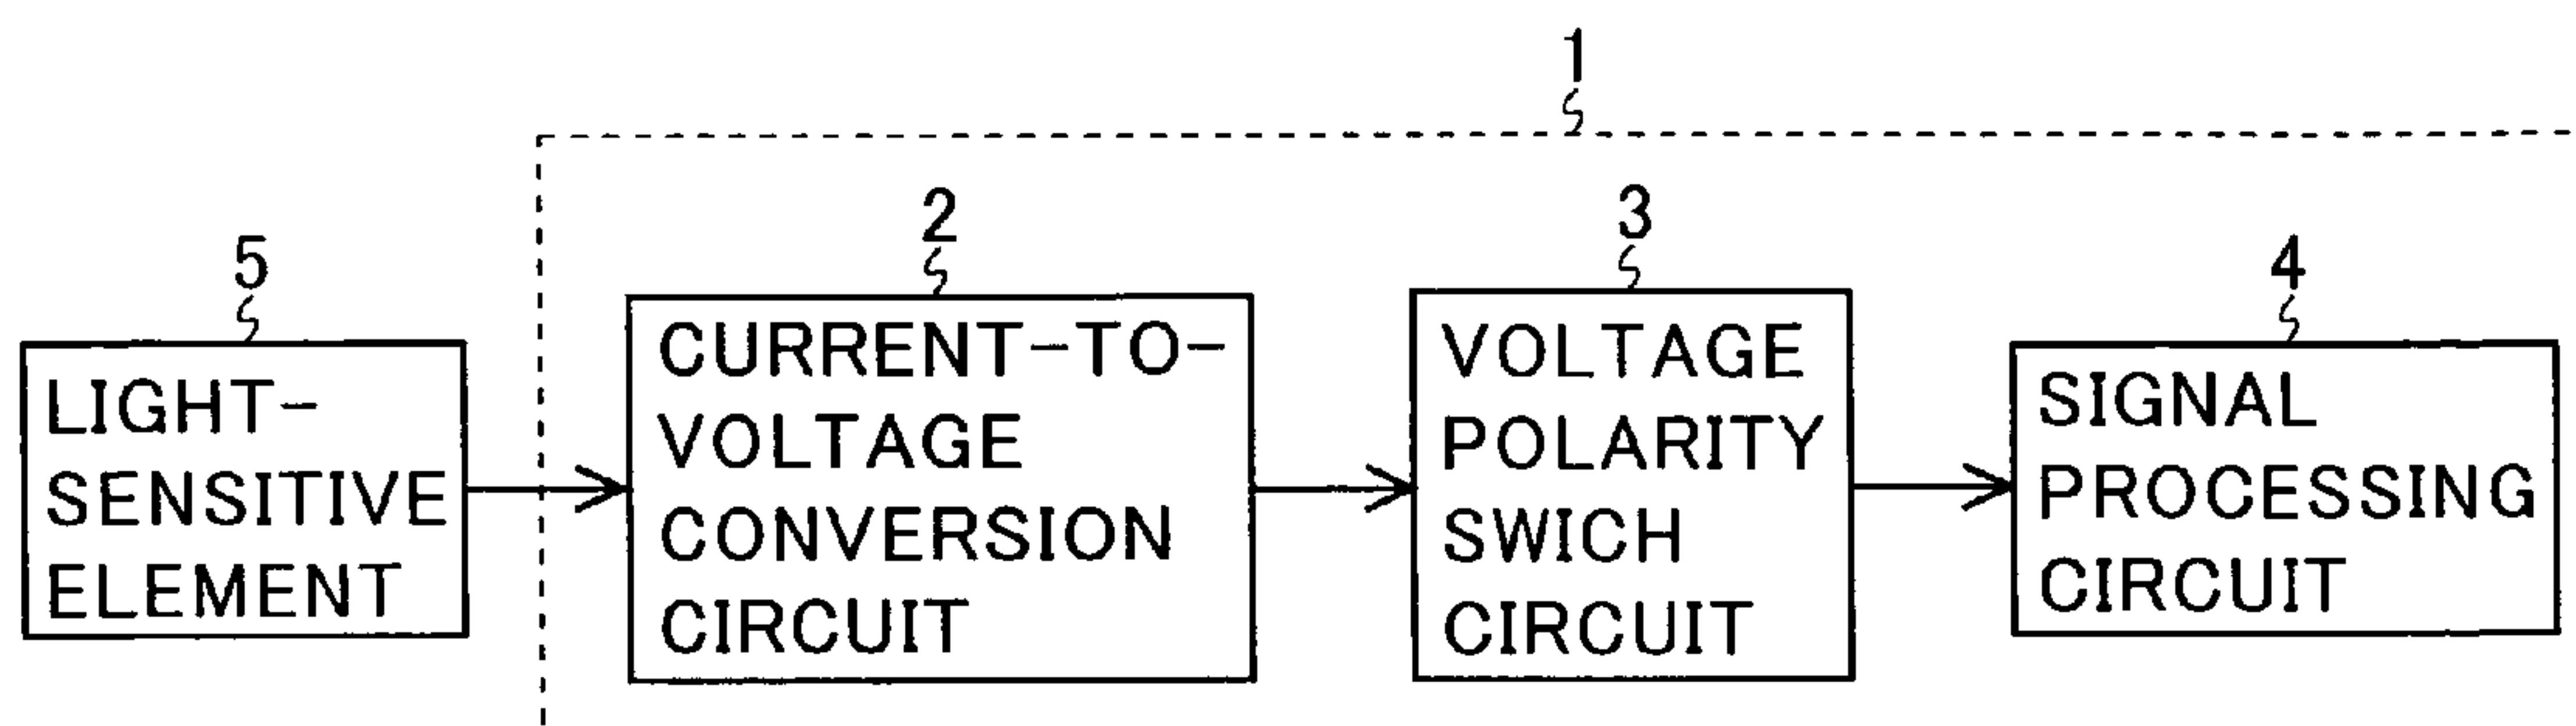 1
5
LIGHT-
SENSITIVE
ELEMENT
2
CURRENT-TO-
VOLTAGE
CONVERSION
CIRCUIT
3
VOLTAGE
POLARITY
SWICH
CIRCUIT
4
SIGNAL
PROCESSING
CIRCUIT